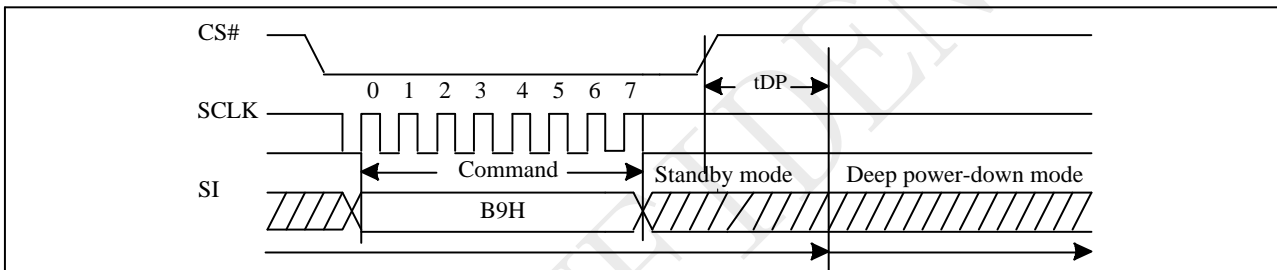 CS#
tDP
0 1 2 3 4 5 6 7
SCLK
Command
Standby mode
Deep power-down mode
SI
B9H